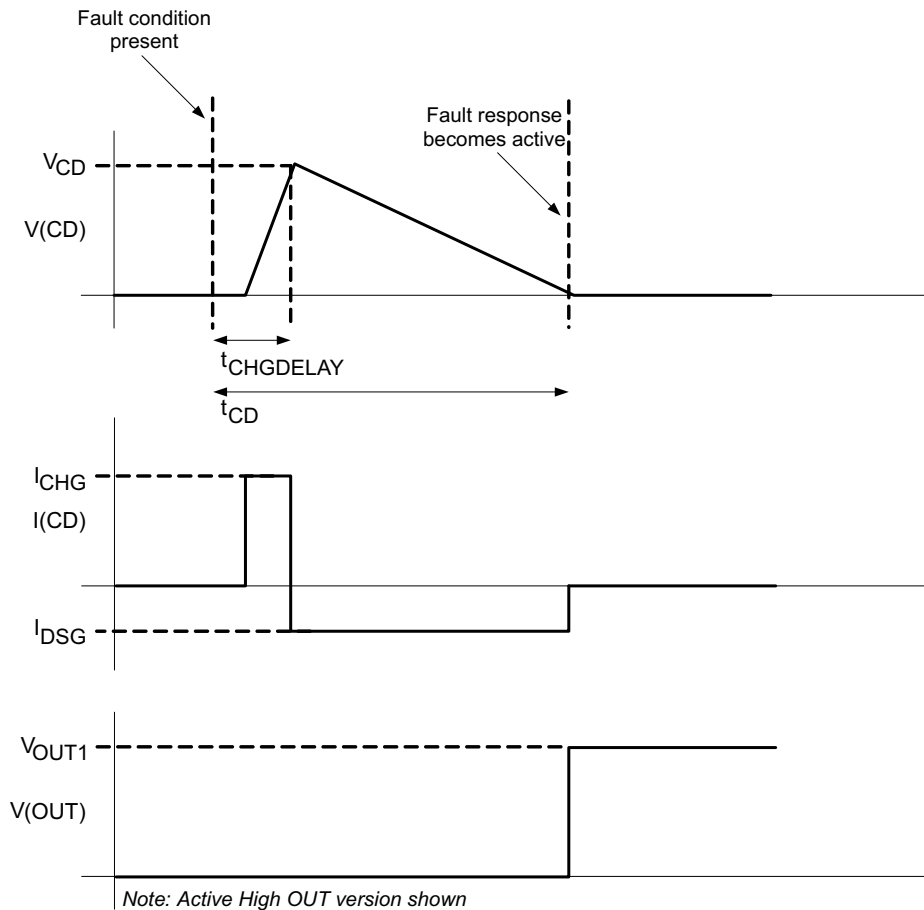 Fault condition
present
Fault response
becomes active
VCD
V(CD)
tCHGDELAY
tCD
ICHG
I(CD)
IDSG
VOUT1
V(OUT)
Note: Active High OUT version shown